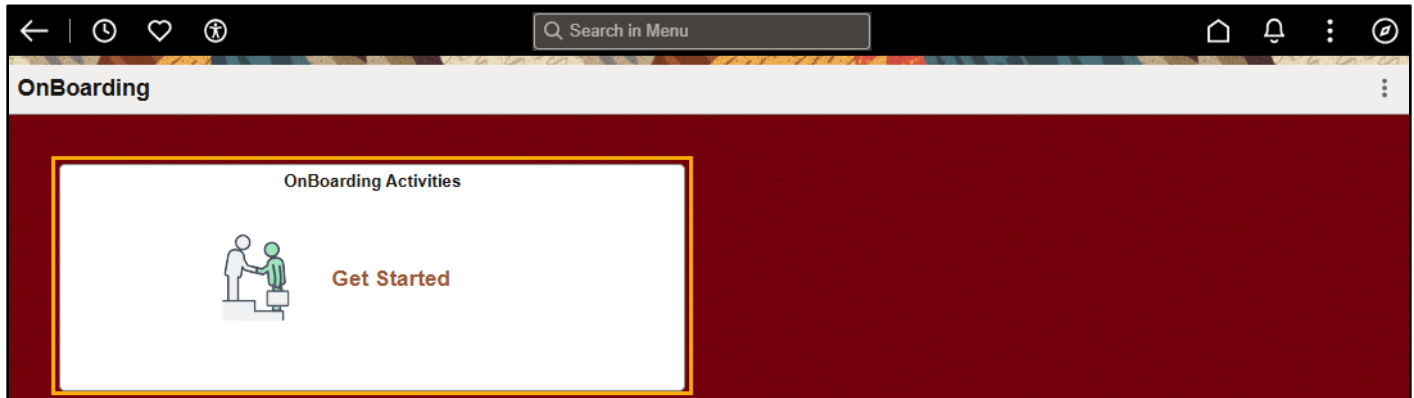 Search in Menu
OnBoarding
OnBoarding Activities
Get Started